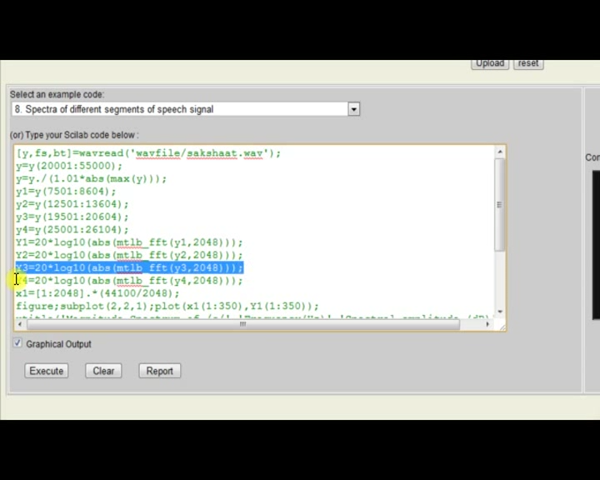 Upload reset
Select an example code:
8. Spectra of different segments of speech signal
(or) Type your Scilab code below :
[y,fs,bt]=wavread('wavfile/sakshaat.wav');
y=y(20001:55000);
y=y./(1.01*abs(max(y)));
y1=y(7501:8604);
y2=y(12501:13604);
y3=y(19501:20604);
y4=y(25001:26104);
Y1=20*log10(abs(mtlb_fft(y1,2048)));
Y2=20*log10(abs(mtlb_fft(y2,2048)));
Y3=20*log10(abs(mtlb_fft(y3,2048)));
Y4=20*log10(abs(mtlb_fft(y4,2048)));
x1=[1:2048].*(44100/2048);
figure;subplot(2,2,1);plot(x1(1:350),Y1(1:350));
Graphical Output
Execute Clear Report